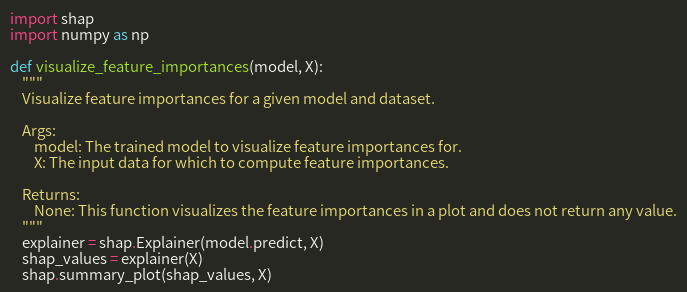 import shap
import numpy as np

def visualize_feature_importances(model, X):
    """
    Visualize feature importances for a given model and dataset.

    Args:
        model: The trained model to visualize feature importances for.
        X: The input data for which to compute feature importances.

    Returns:
        None: This function visualizes the feature importances in a plot and does not return any value.
    """
    explainer = shap.Explainer(model.predict, X)
    shap_values = explainer(X)
    shap.summary_plot(shap_values, X)